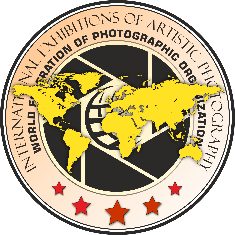 INTERNATIONAL EXHIBITIONS OF ARTISTIC PHOTOGRAPHY
WORLD FEDERATION OF PHOTOGRAPHIC ORGANIZATION